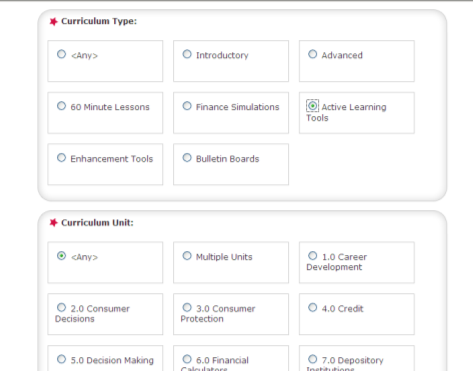 Curriculum Type:
<Any>
Introductory
Advanced
60 Minute Lessons
Finance Simulations
Active Learning
Tools
Enhancement Tools
Bulletin Boards
Curriculum Unit:
<Any>
Multiple Units
1.0 Career
Development
2.0 Consumer
Decisions
3.0 Consumer
Protection
4.0 Credit
5.0 Decision Making
6.0 Financial
Calculators
7.0 Depository
Institutions